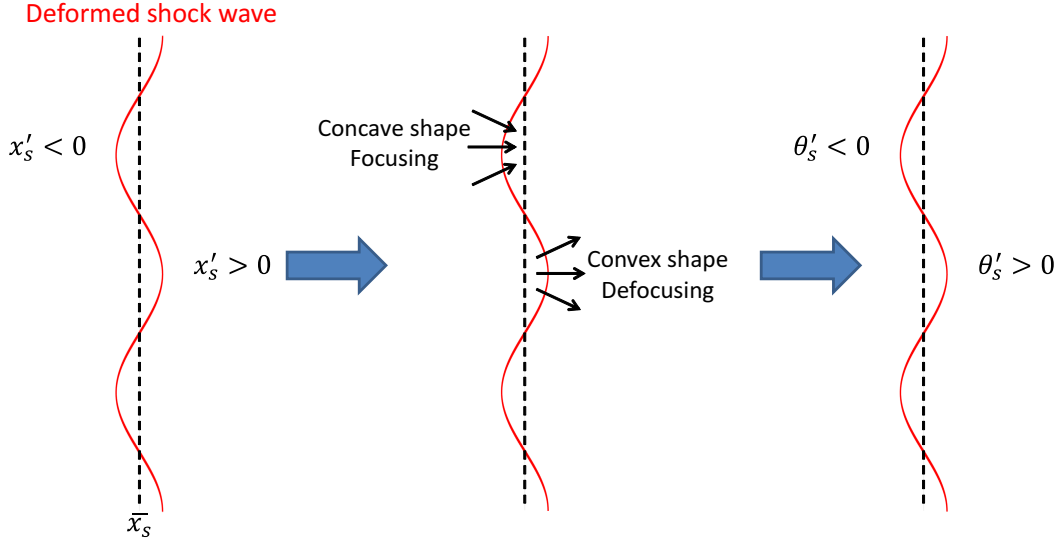 Deformed shock wave
x′ₛ < 0
x′ₛ > 0
x̅ₛ
Concave shape
Focusing
Convex shape
Defocusing
θ′ₛ < 0
θ′ₛ > 0